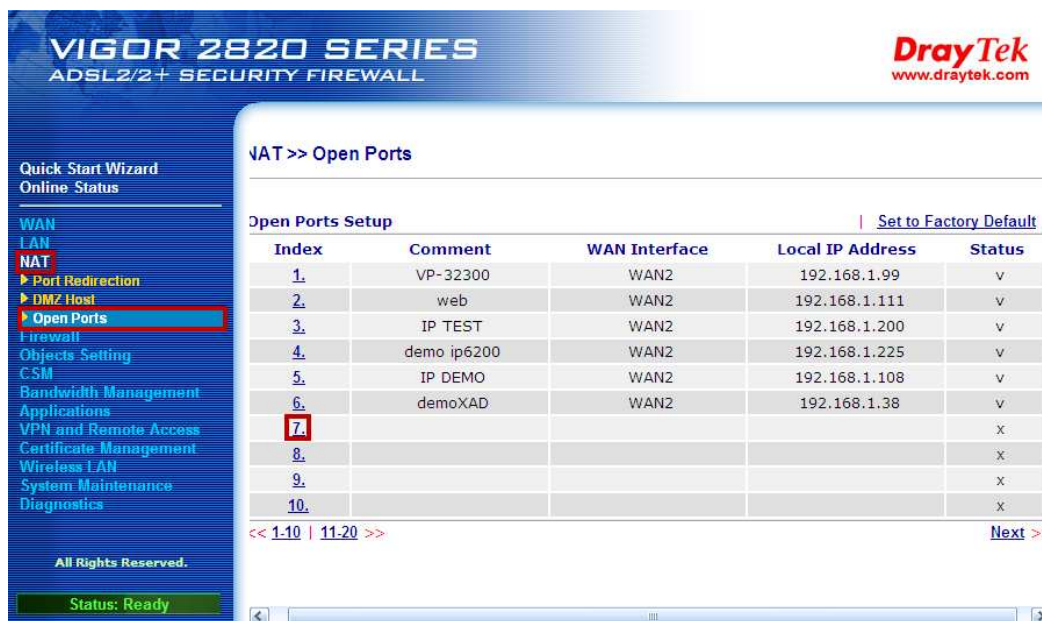 VIGOR 2820 SERIES
ADSL2/2+ SECURITY FIREWALL
DrayTek
www.draytek.com
Quick Start Wizard
Online Status
WAN
LAN
NAT
Port Redirection
DMZ Host
Open Ports
Firewall
Objects Setting
CSM
Bandwidth Management
Applications
VPN and Remote Access
Certificate Management
Wireless LAN
System Maintenance
Diagnostics
All Rights Reserved.
Status: Ready
NAT >> Open Ports
Open Ports Setup | Set to Factory Default
Index Comment WAN Interface Local IP Address Status
1. VP-32300 WAN2 192.168.1.99 v
2. web WAN2 192.168.1.111 v
3. IP TEST WAN2 192.168.1.200 v
4. demo ip6200 WAN2 192.168.1.225 v
5. IP DEMO WAN2 192.168.1.108 v
6. demoXAD WAN2 192.168.1.38 v
7. x
8. x
9. x
10. x
<< 1-10 | 11-20 >> Next >